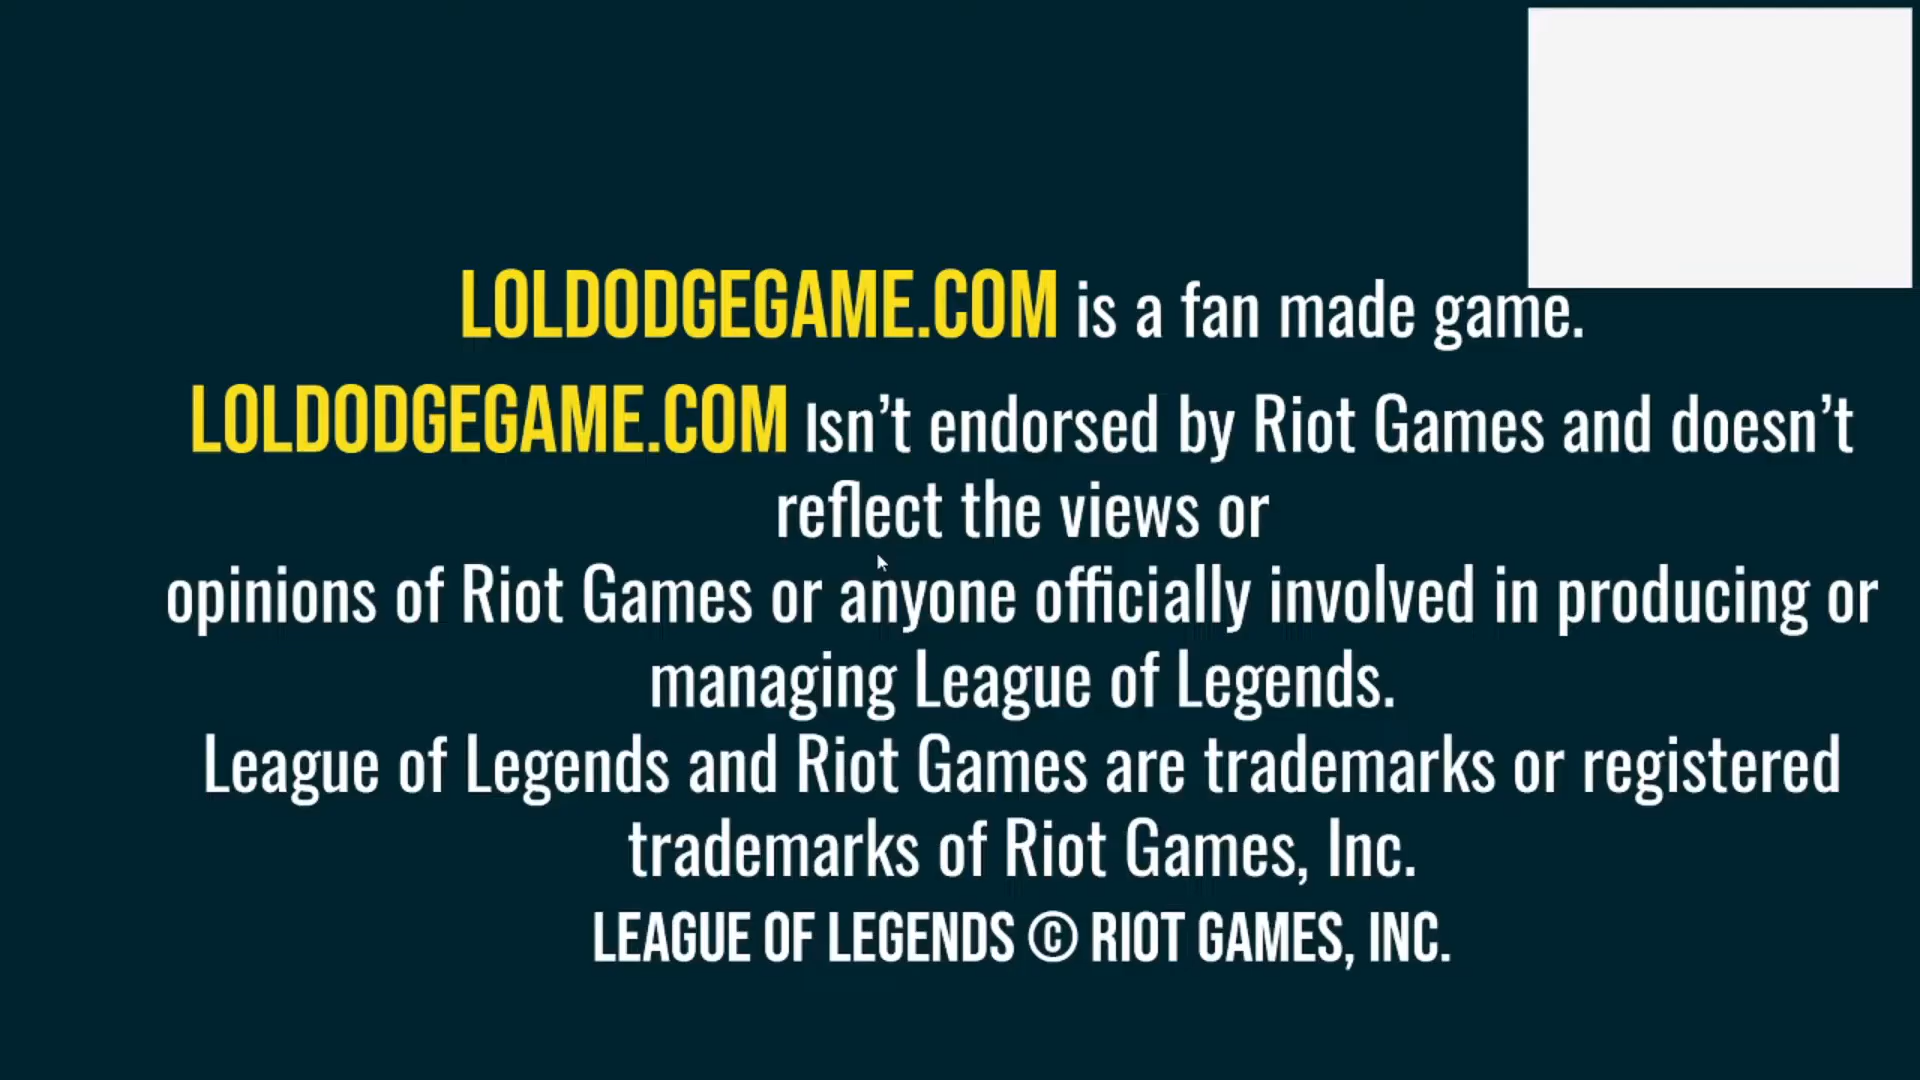 LOLDODGEGAME.COM is a fan made game.
LOLDODGEGAME.COM Isn’t endorsed by Riot Games and doesn’t
reflect the views or
opinions of Riot Games or anyone officially involved in producing or
managing League of Legends.
League of Legends and Riot Games are trademarks or registered
trademarks of Riot Games, Inc.
LEAGUE OF LEGENDS © RIOT GAMES, INC.